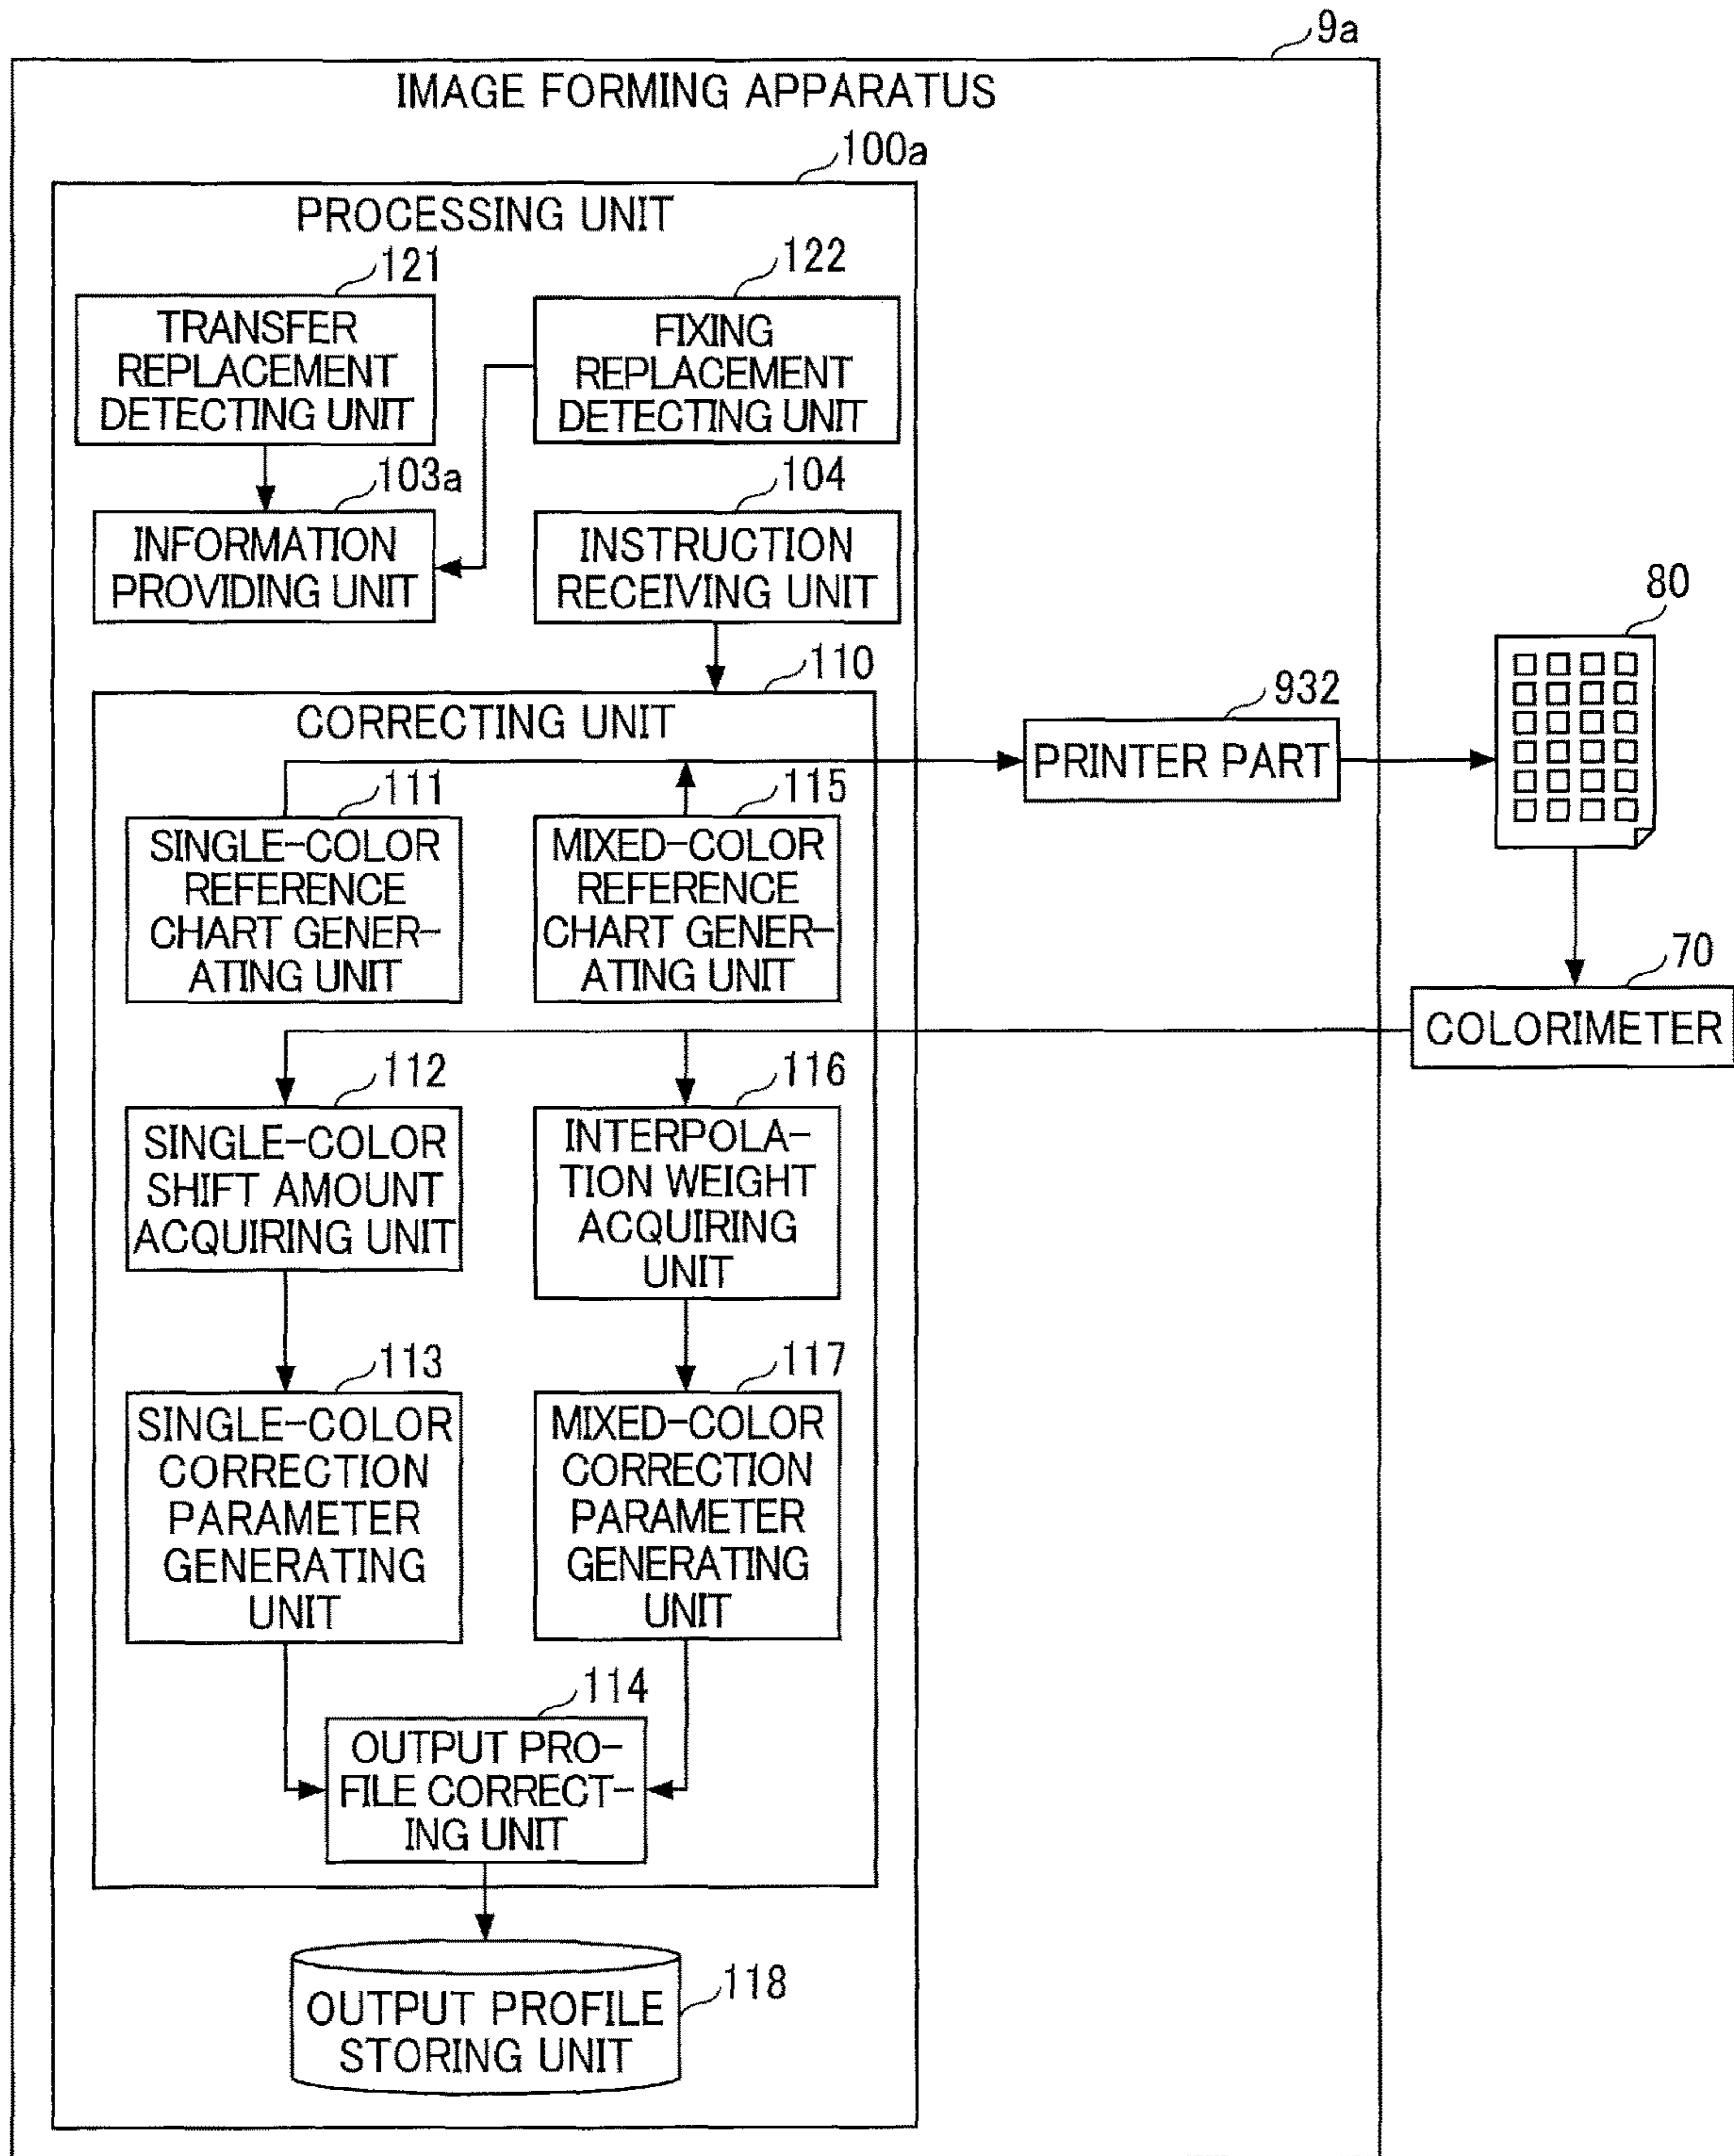 9a
IMAGE FORMING APPARATUS
100a
PROCESSING UNIT
121
TRANSFER
REPLACEMENT
DETECTING UNIT
122
FIXING
REPLACEMENT
DETECTING UNIT
103a
INFORMATION
PROVIDING UNIT
104
INSTRUCTION
RECEIVING UNIT
110
CORRECTING UNIT
932
PRINTER PART
80
111
SINGLE-COLOR
REFERENCE
CHART GENER-
ATING UNIT
115
MIXED-COLOR
REFERENCE
CHART GENER-
ATING UNIT
70
COLORIMETER
112
SINGLE-COLOR
SHIFT AMOUNT
ACQUIRING UNIT
116
INTERPOLA-
TION WEIGHT
ACQUIRING
UNIT
113
SINGLE-COLOR
CORRECTION
PARAMETER
GENERATING
UNIT
117
MIXED-COLOR
CORRECTION
PARAMETER
GENERATING
UNIT
114
OUTPUT PRO-
FILE CORRECT-
ING UNIT
118
OUTPUT PROFILE
STORING UNIT